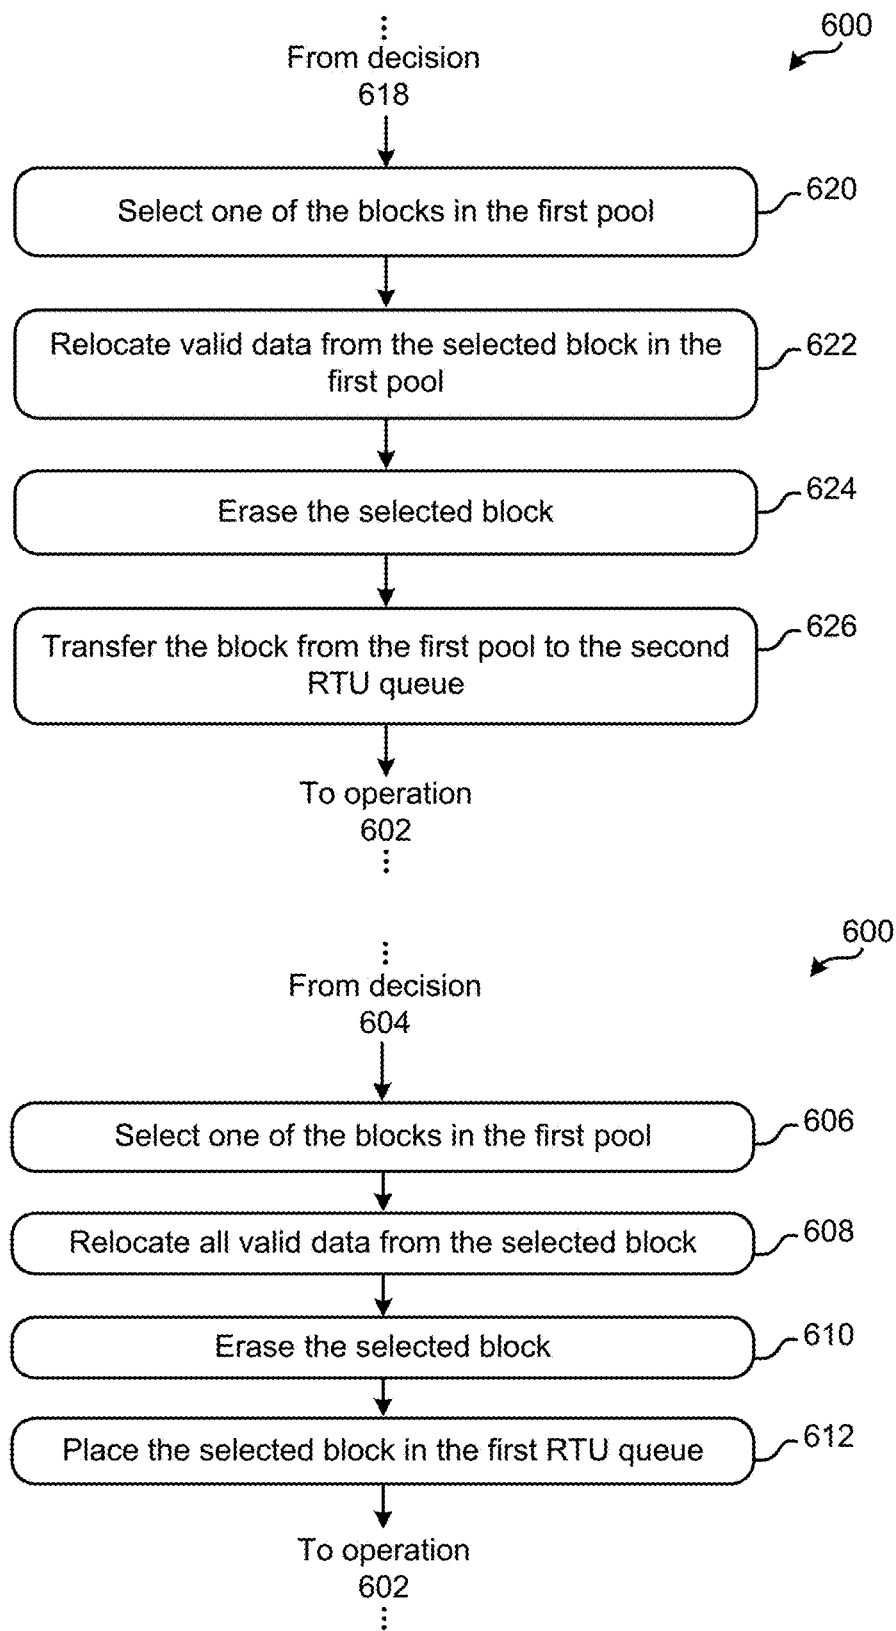 600
From decision
618
Select one of the blocks in the first pool
620
Relocate valid data from the selected block in the
first pool
622
Erase the selected block
624
Transfer the block from the first pool to the second
RTU queue
626
To operation
602
600
From decision
604
Select one of the blocks in the first pool
606
Relocate all valid data from the selected block
608
Erase the selected block
610
Place the selected block in the first RTU queue
612
To operation
602